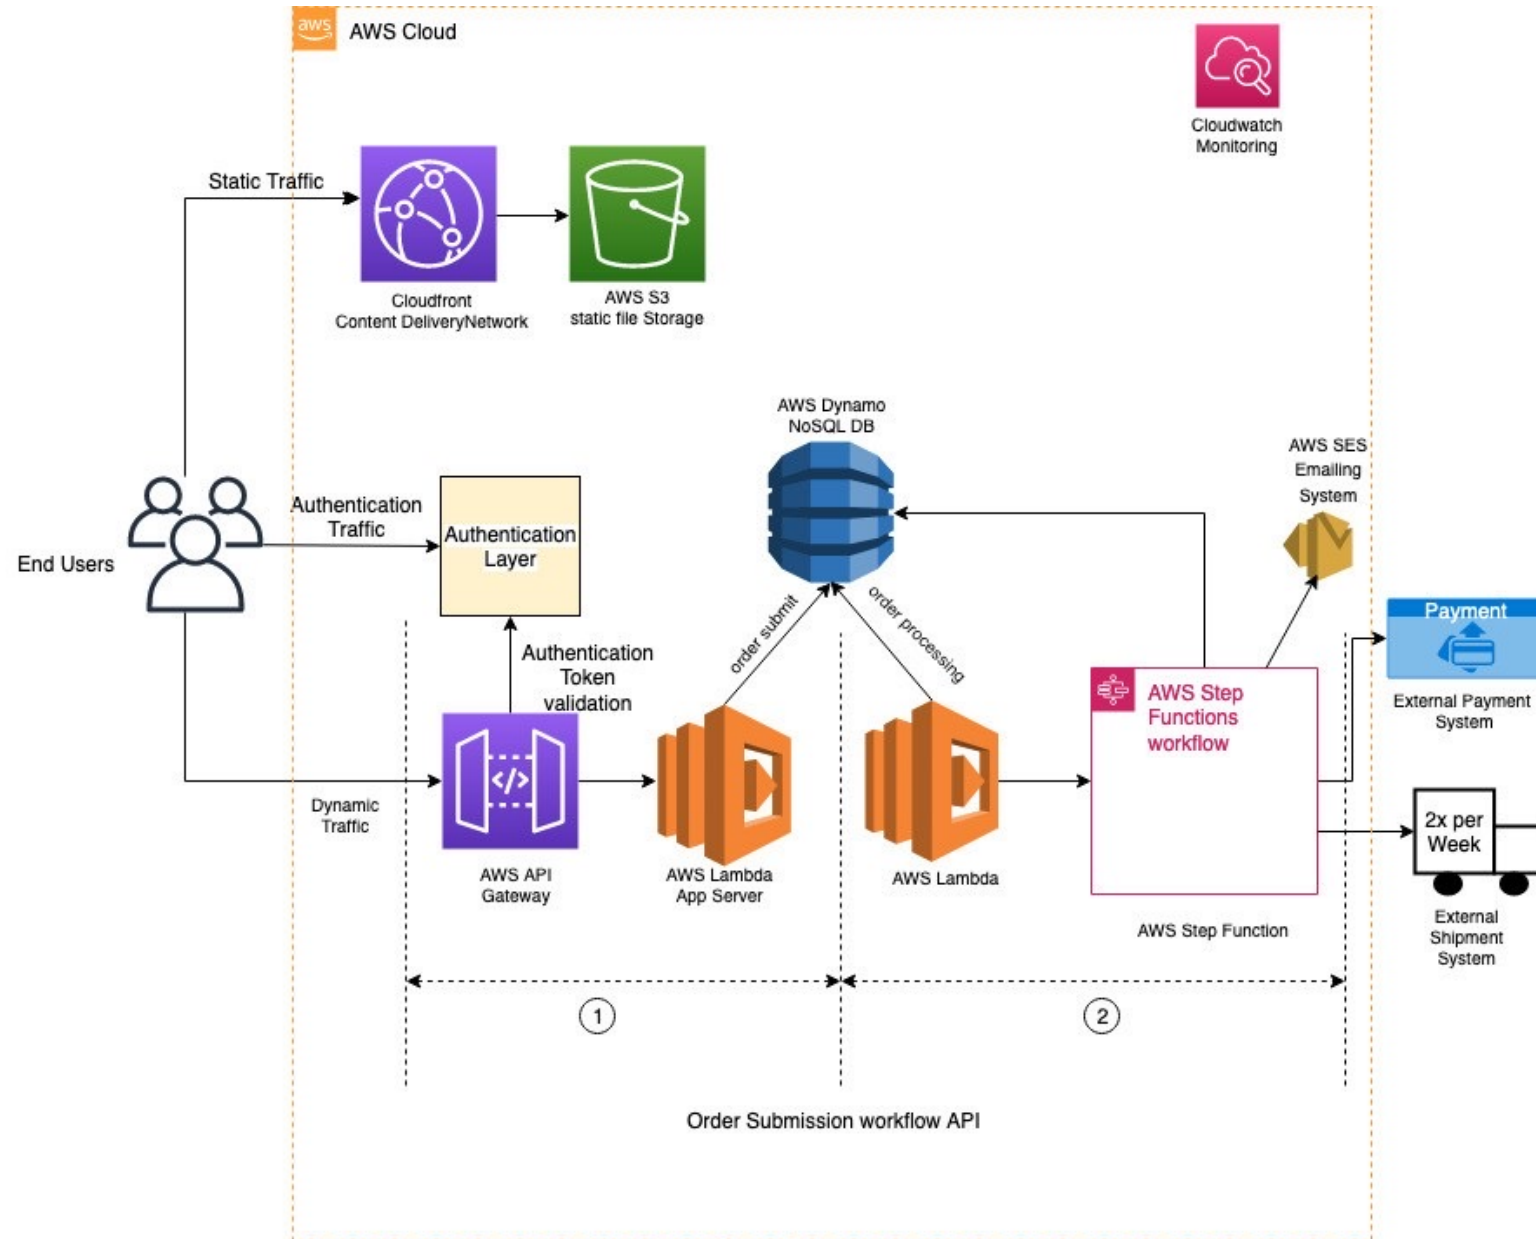 aws
AWS Cloud
Cloudwatch
Monitoring
Static Traffic
Cloudfront
Content DeliveryNetwork
AWS S3
static file Storage
AWS Dynamo
NoSQL DB
AWS SES
Emailing
System
End Users
Authentication
Traffic
Authentication
Layer
order submit
order processing
Authentication
Token
validation
Payment
External Payment
System
AWS Step
Functions
workflow
</>
Dynamic
Traffic
AWS API
Gateway
AWS Lambda
App Server
AWS Lambda
AWS Step Function
2x per
Week
External
Shipment
System
1
2
Order Submission workflow API